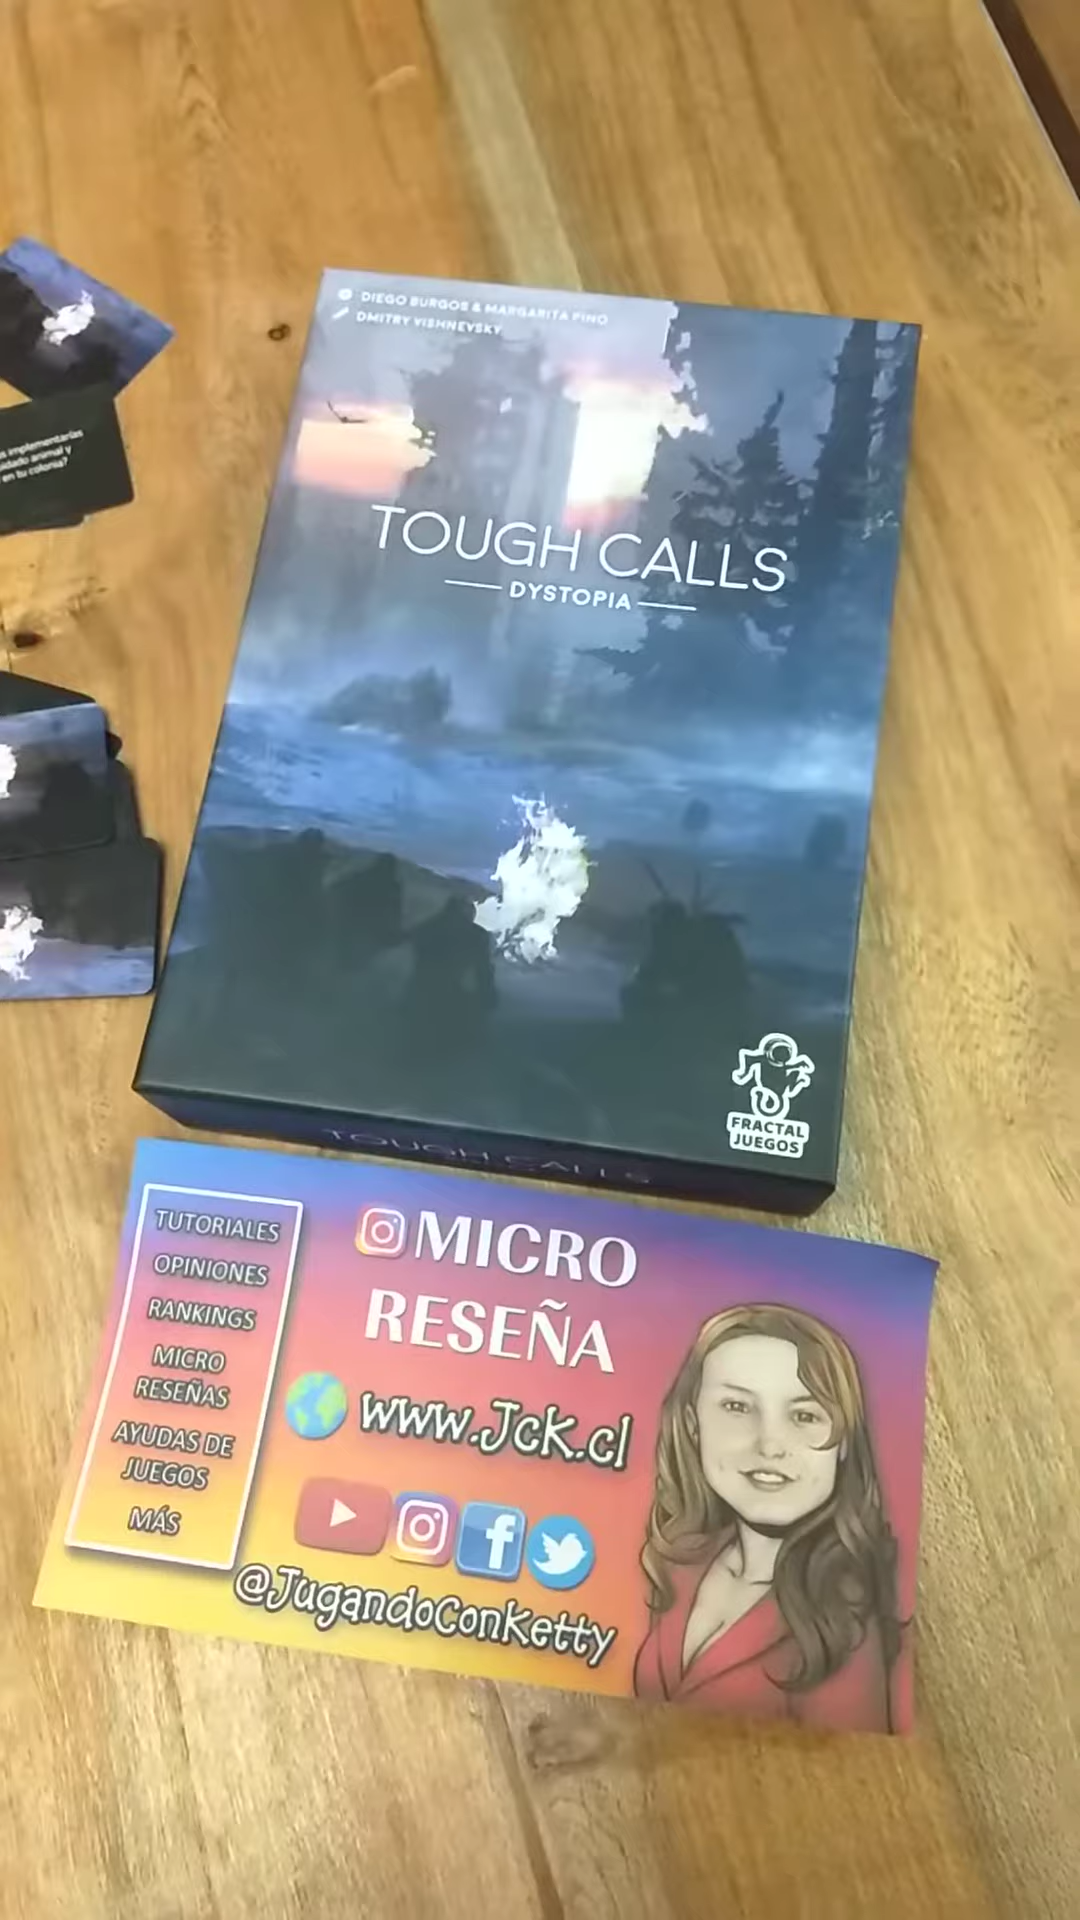 DIEGO BURGOS & MARGARITA PINO
DMITRY VISHNEVSKY
TOUGH CALLS
DYSTOPIA
implementarías
animal y
en tu colonia?
FRACTAL
JUEGOS
TOUGH CALLS
TUTORIALES
OPINIONES
RANKINGS
MICRO
RESEÑAS
AYUDAS DE
JUEGOS
MÁS
MICRO
RESEÑA
www.JcK.cl
@JugandoConKetty